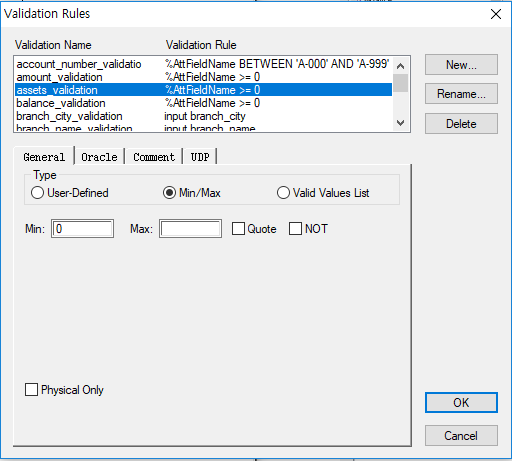 Validation Rules
Validation Name Validation Rule
account_number_validatio %AttFieldName BETWEEN 'A-000' AND 'A-999'
amount_validation %AttFieldName >= 0
assets_validation %AttFieldName >= 0
balance_validation %AttFieldName >= 0
branch_city_validation input branch_city
branch_name_validation input branch_name
New...
Rename...
Delete
General Oracle Comment UDP
Type
User-Defined Min/Max Valid Values List
Min: 0 Max: Quote NOT
Physical Only
OK
Cancel